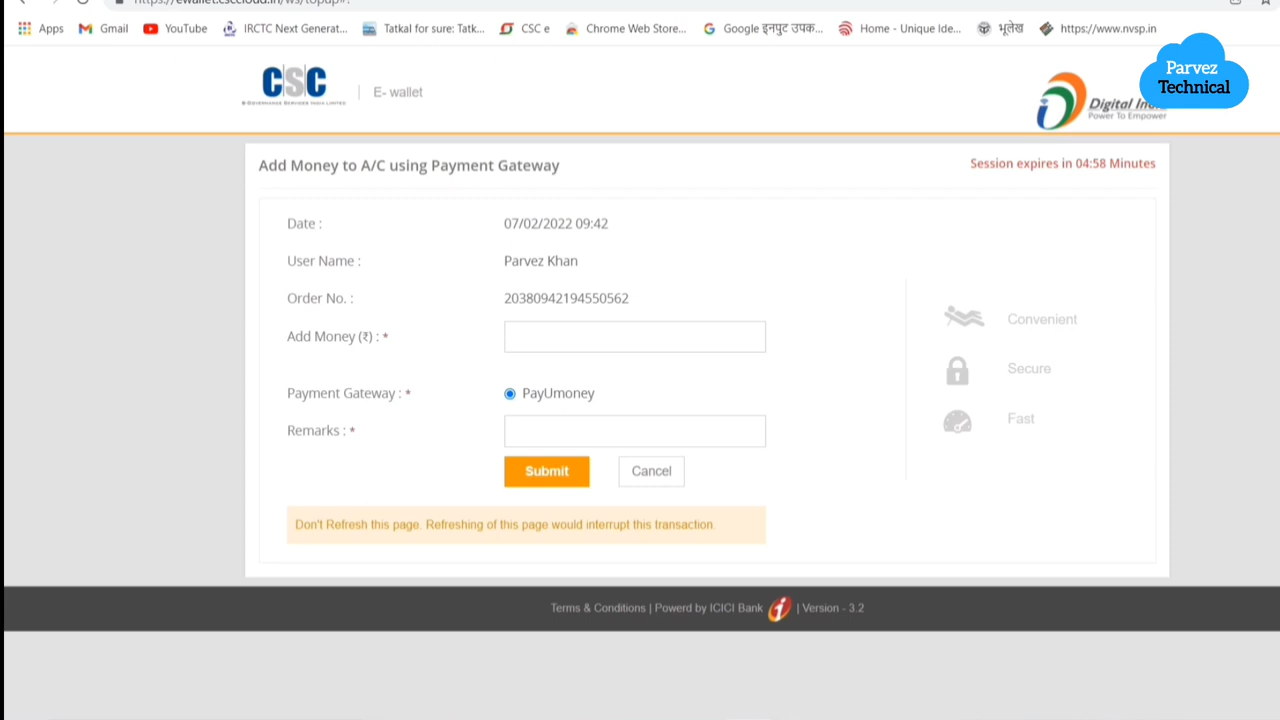 Apps Gmail YouTube IRCTC Next Generat... Tatkal for sure: Tatk... CSC e Chrome Web Store... Google इनपुट उपक... Home - Unique Ide... भूलेख https://www.nvsp.in
Parvez
Technical
CSC
E-GOVERNANCE SERVICES INDIA LIMITED
E- wallet
Digital In
Power To Empower
Add Money to A/C using Payment Gateway
Session expires in 04:58 Minutes
Date : 07/02/2022 09:42
User Name : Parvez Khan
Order No. : 20380942194550562
Add Money (₹) : *
Payment Gateway : * PayUmoney
Remarks : *
Submit Cancel
Don't Refresh this page. Refreshing of this page would interrupt this transaction.
Convenient
Secure
Fast
Terms & Conditions | Powerd by ICICI Bank | Version - 3.2